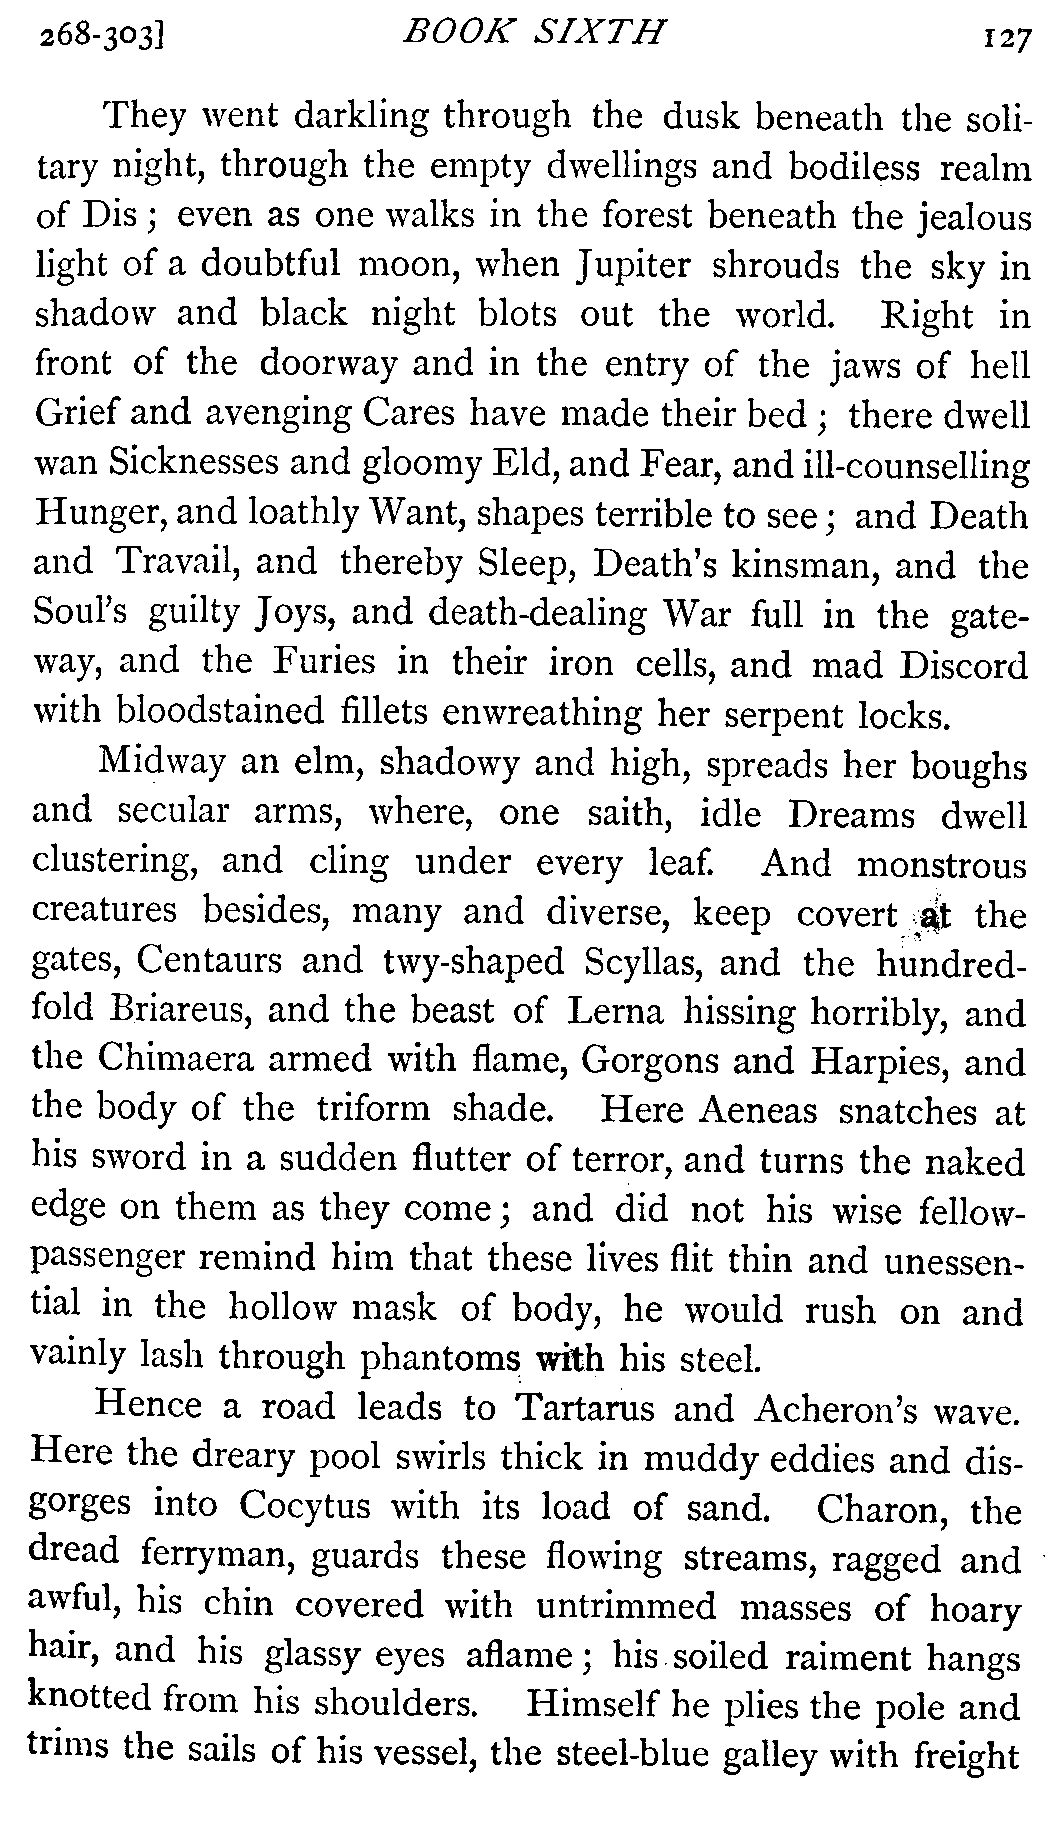 268-303] BOOK SIXTH 127
They went darkling through the dusk beneath the soli-
tary night, through the empty dwellings and bodiless realm
of Dis ; even as one walks in the forest beneath the jealous
light of a doubtful moon, when Jupiter shrouds the sky in
shadow and black night blots out the world. Right in
front of the doorway and in the entry of the jaws of hell
Grief and avenging Cares have made their bed ; there dwell
wan Sicknesses and gloomy Eld, and Fear, and ill-counselling
Hunger, and loathly Want, shapes terrible to see ; and Death
and Travail, and thereby Sleep, Death's kinsman, and the
Soul's guilty Joys, and death-dealing War full in the gate-
way, and the Furies in their iron cells, and mad Discord
with bloodstained fillets enwreathing her serpent locks.
Midway an elm, shadowy and high, spreads her boughs
and secular arms, where, one saith, idle Dreams dwell
clustering, and cling under every leaf. And monstrous
creatures besides, many and diverse, keep covert at the
gates, Centaurs and twy-shaped Scyllas, and the hundred-
fold Briareus, and the beast of Lerna hissing horribly, and
the Chimaera armed with flame, Gorgons and Harpies, and
the body of the triform shade. Here Aeneas snatches at
his sword in a sudden flutter of terror, and turns the naked
edge on them as they come ; and did not his wise fellow-
passenger remind him that these lives flit thin and unessen-
tial in the hollow mask of body, he would rush on and
vainly lash through phantoms with his steel.
Hence a road leads to Tartarus and Acheron's wave.
Here the dreary pool swirls thick in muddy eddies and dis-
gorges into Cocytus with its load of sand. Charon, the
dread ferryman, guards these flowing streams, ragged and
awful, his chin covered with untrimmed masses of hoary
hair, and his glassy eyes aflame ; his soiled raiment hangs
knotted from his shoulders. Himself he plies the pole and
trims the sails of his vessel, the steel-blue galley with freight